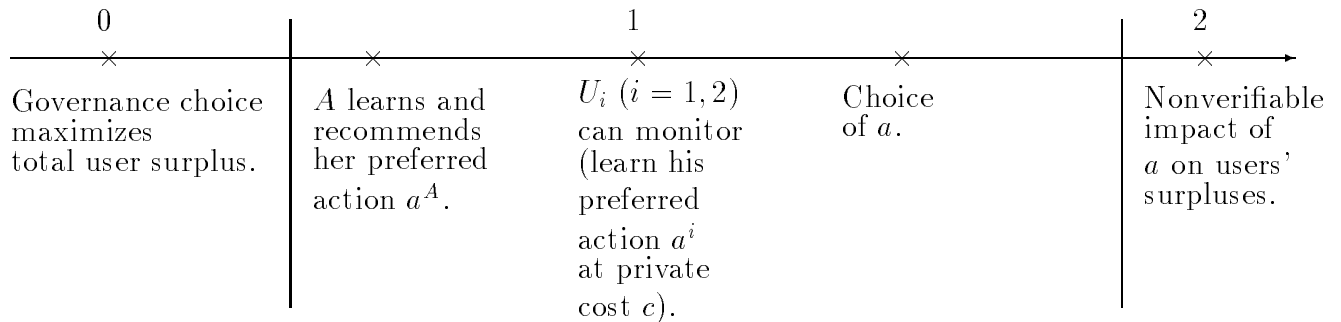 0
1
2
Governance choice
maximizes
total user surplus.
A learns and
recommends
her preferred
action a^A.
U_i (i = 1, 2)
can monitor
(learn his
preferred
action a^i
at private
cost c).
Choice
of a.
Nonverifiable
impact of
a on users’
surpluses.